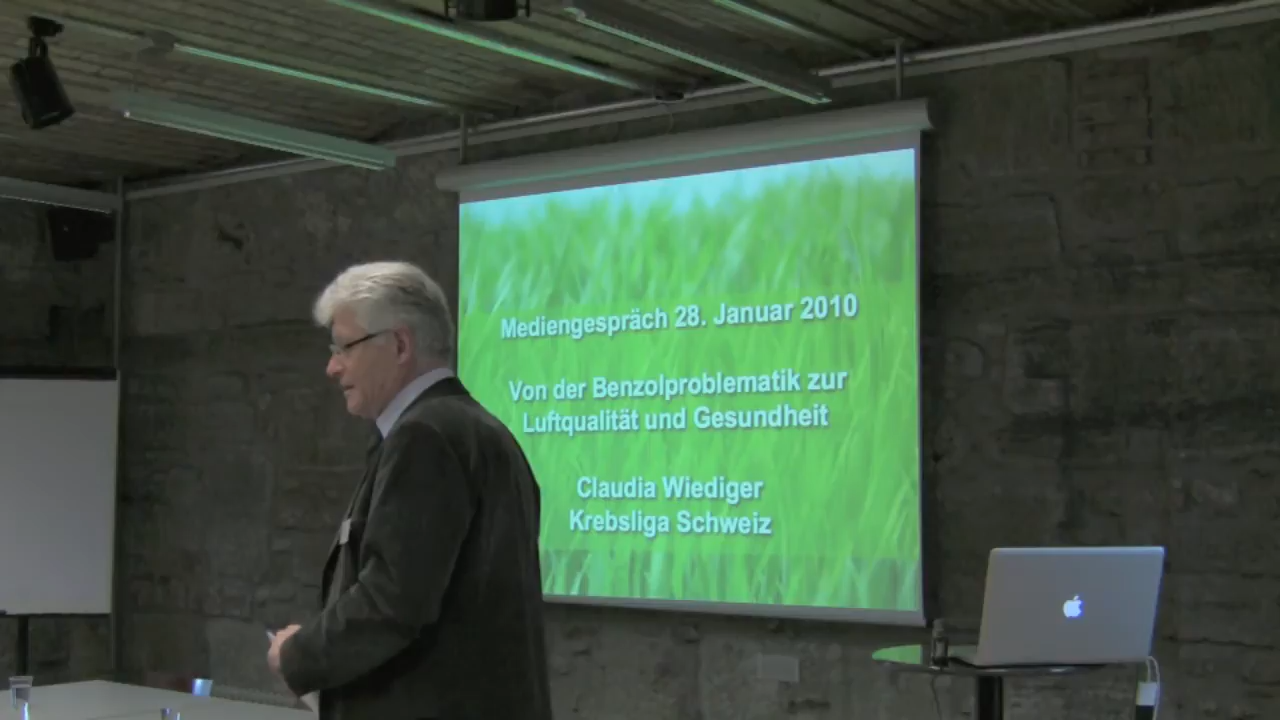 Mediengespräch 28. Januar 2010
Von der Benzolproblematik zur
Luftqualität und Gesundheit
Claudia Wiediger
Krebsliga Schweiz